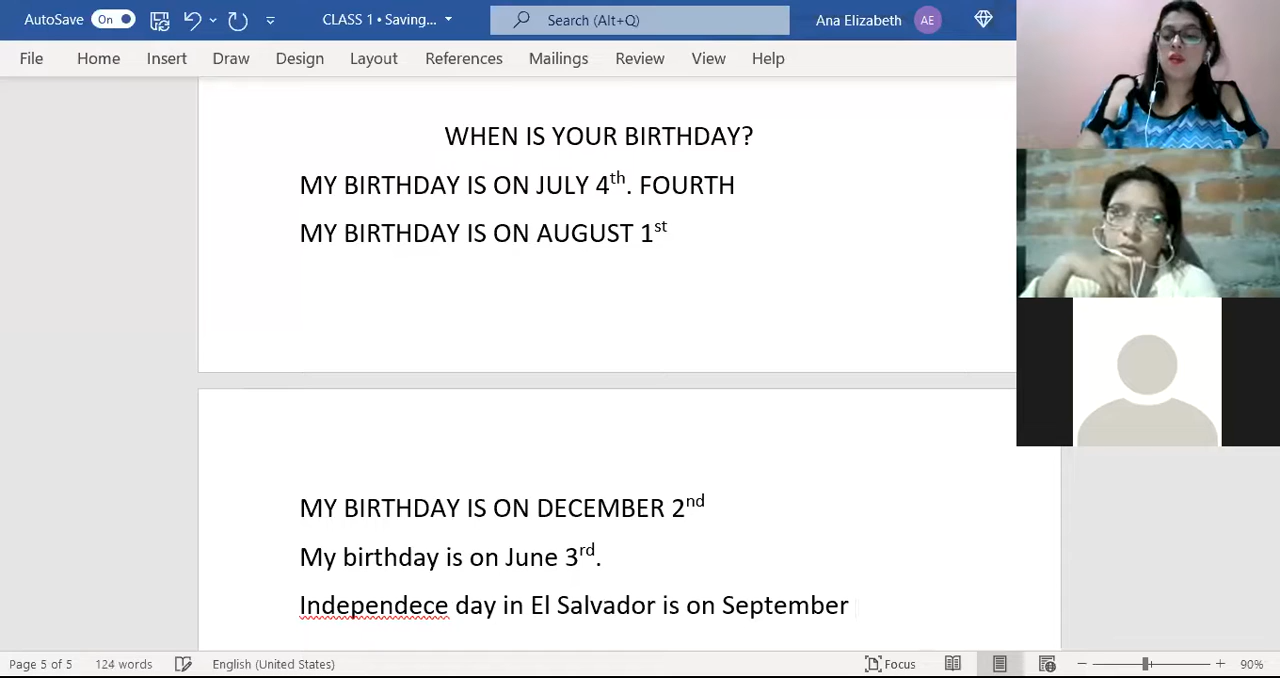 AutoSave On CLASS 1 • Saving... Search (Alt+Q) Ana Elizabeth AE
File Home Insert Draw Design Layout References Mailings Review View Help
WHEN IS YOUR BIRTHDAY?
MY BIRTHDAY IS ON JULY 4th. FOURTH
MY BIRTHDAY IS ON AUGUST 1st
MY BIRTHDAY IS ON DECEMBER 2nd
My birthday is on June 3rd.
Independece day in El Salvador is on September
Page 5 of 5 124 words English (United States) Focus 90%